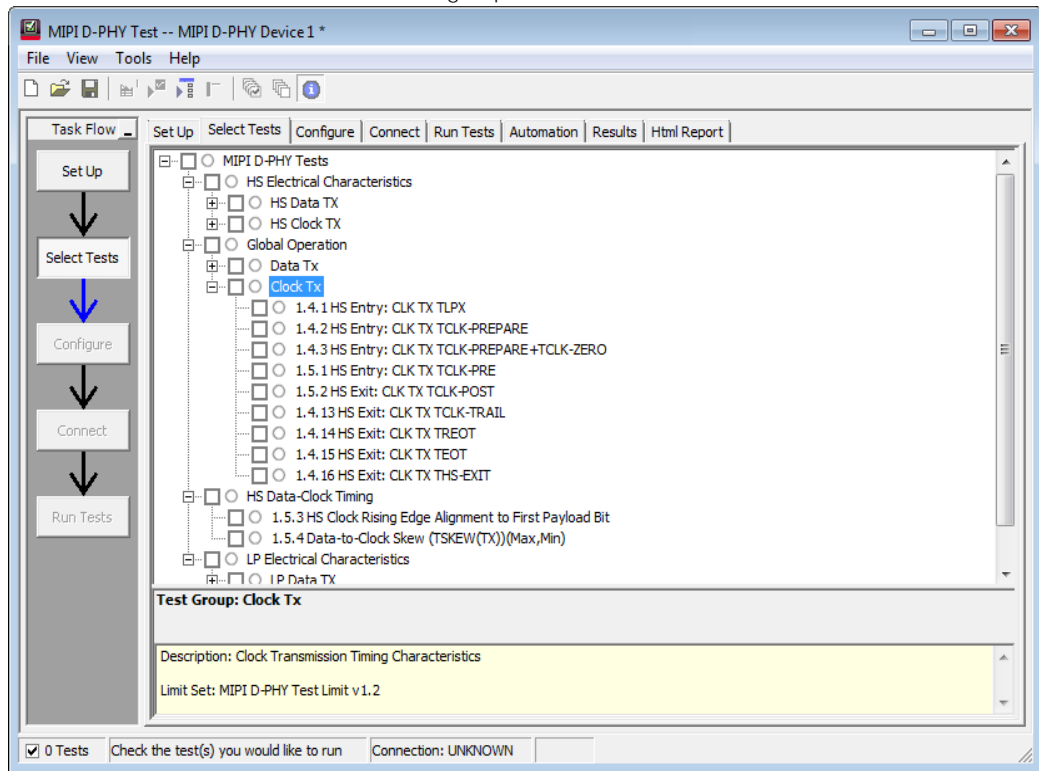 MIPI D-PHY Test -- MIPI D-PHY Device 1 *
File View Tools Help
Task Flow
Set Up Select Tests Configure Connect Run Tests Automation Results Html Report
Set Up
Select Tests
Configure
Connect
Run Tests
MIPI D-PHY Tests
HS Electrical Characteristics
HS Data TX
HS Clock TX
Global Operation
Data Tx
Clock Tx
1.4.1 HS Entry: CLK TX TLPX
1.4.2 HS Entry: CLK TX TCLK-PREPARE
1.4.3 HS Entry: CLK TX TCLK-PREPARE+TCLK-ZERO
1.5.1 HS Entry: CLK TX TCLK-PRE
1.5.2 HS Exit: CLK TX TCLK-POST
1.4.13 HS Exit: CLK TX TCLK-TRAIL
1.4.14 HS Exit: CLK TX TREOT
1.4.15 HS Exit: CLK TX TEOT
1.4.16 HS Exit: CLK TX THS-EXIT
HS Data-Clock Timing
1.5.3 HS Clock Rising Edge Alignment to First Payload Bit
1.5.4 Data-to-Clock Skew (TSKEW(TX))(Max,Min)
LP Electrical Characteristics
LP Data TX
Test Group: Clock Tx
Description: Clock Transmission Timing Characteristics
Limit Set: MIPI D-PHY Test Limit v1.2
0 Tests Check the test(s) you would like to run Connection: UNKNOWN